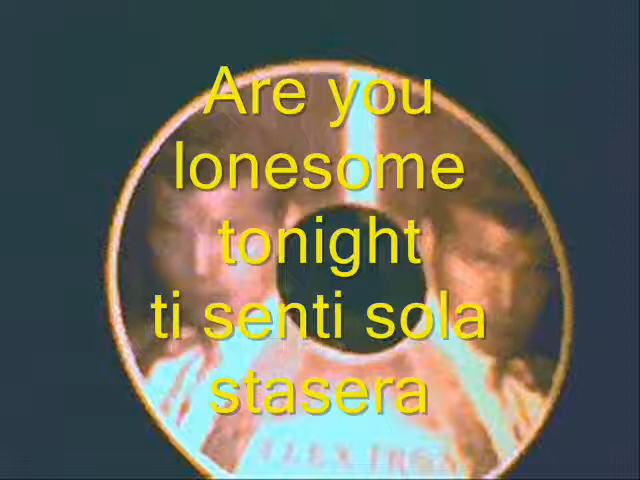 Are you
lonesome
tonight
ti senti sola
stasera